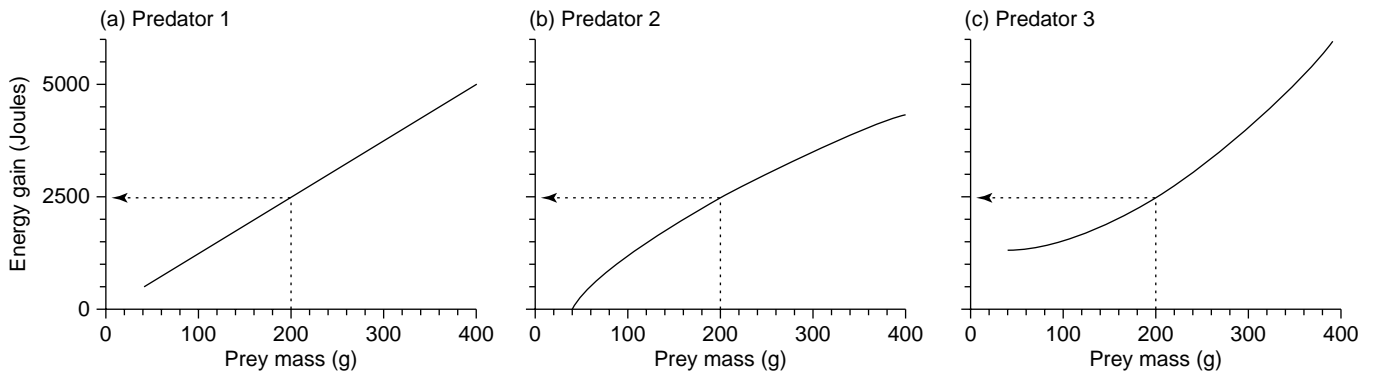 (a) Predator 1
(b) Predator 2
(c) Predator 3
Energy gain (Joules)
5000
2500
0
0 100 200 300 400
0 100 200 300 400
0 100 200 300 400
Prey mass (g)
Prey mass (g)
Prey mass (g)